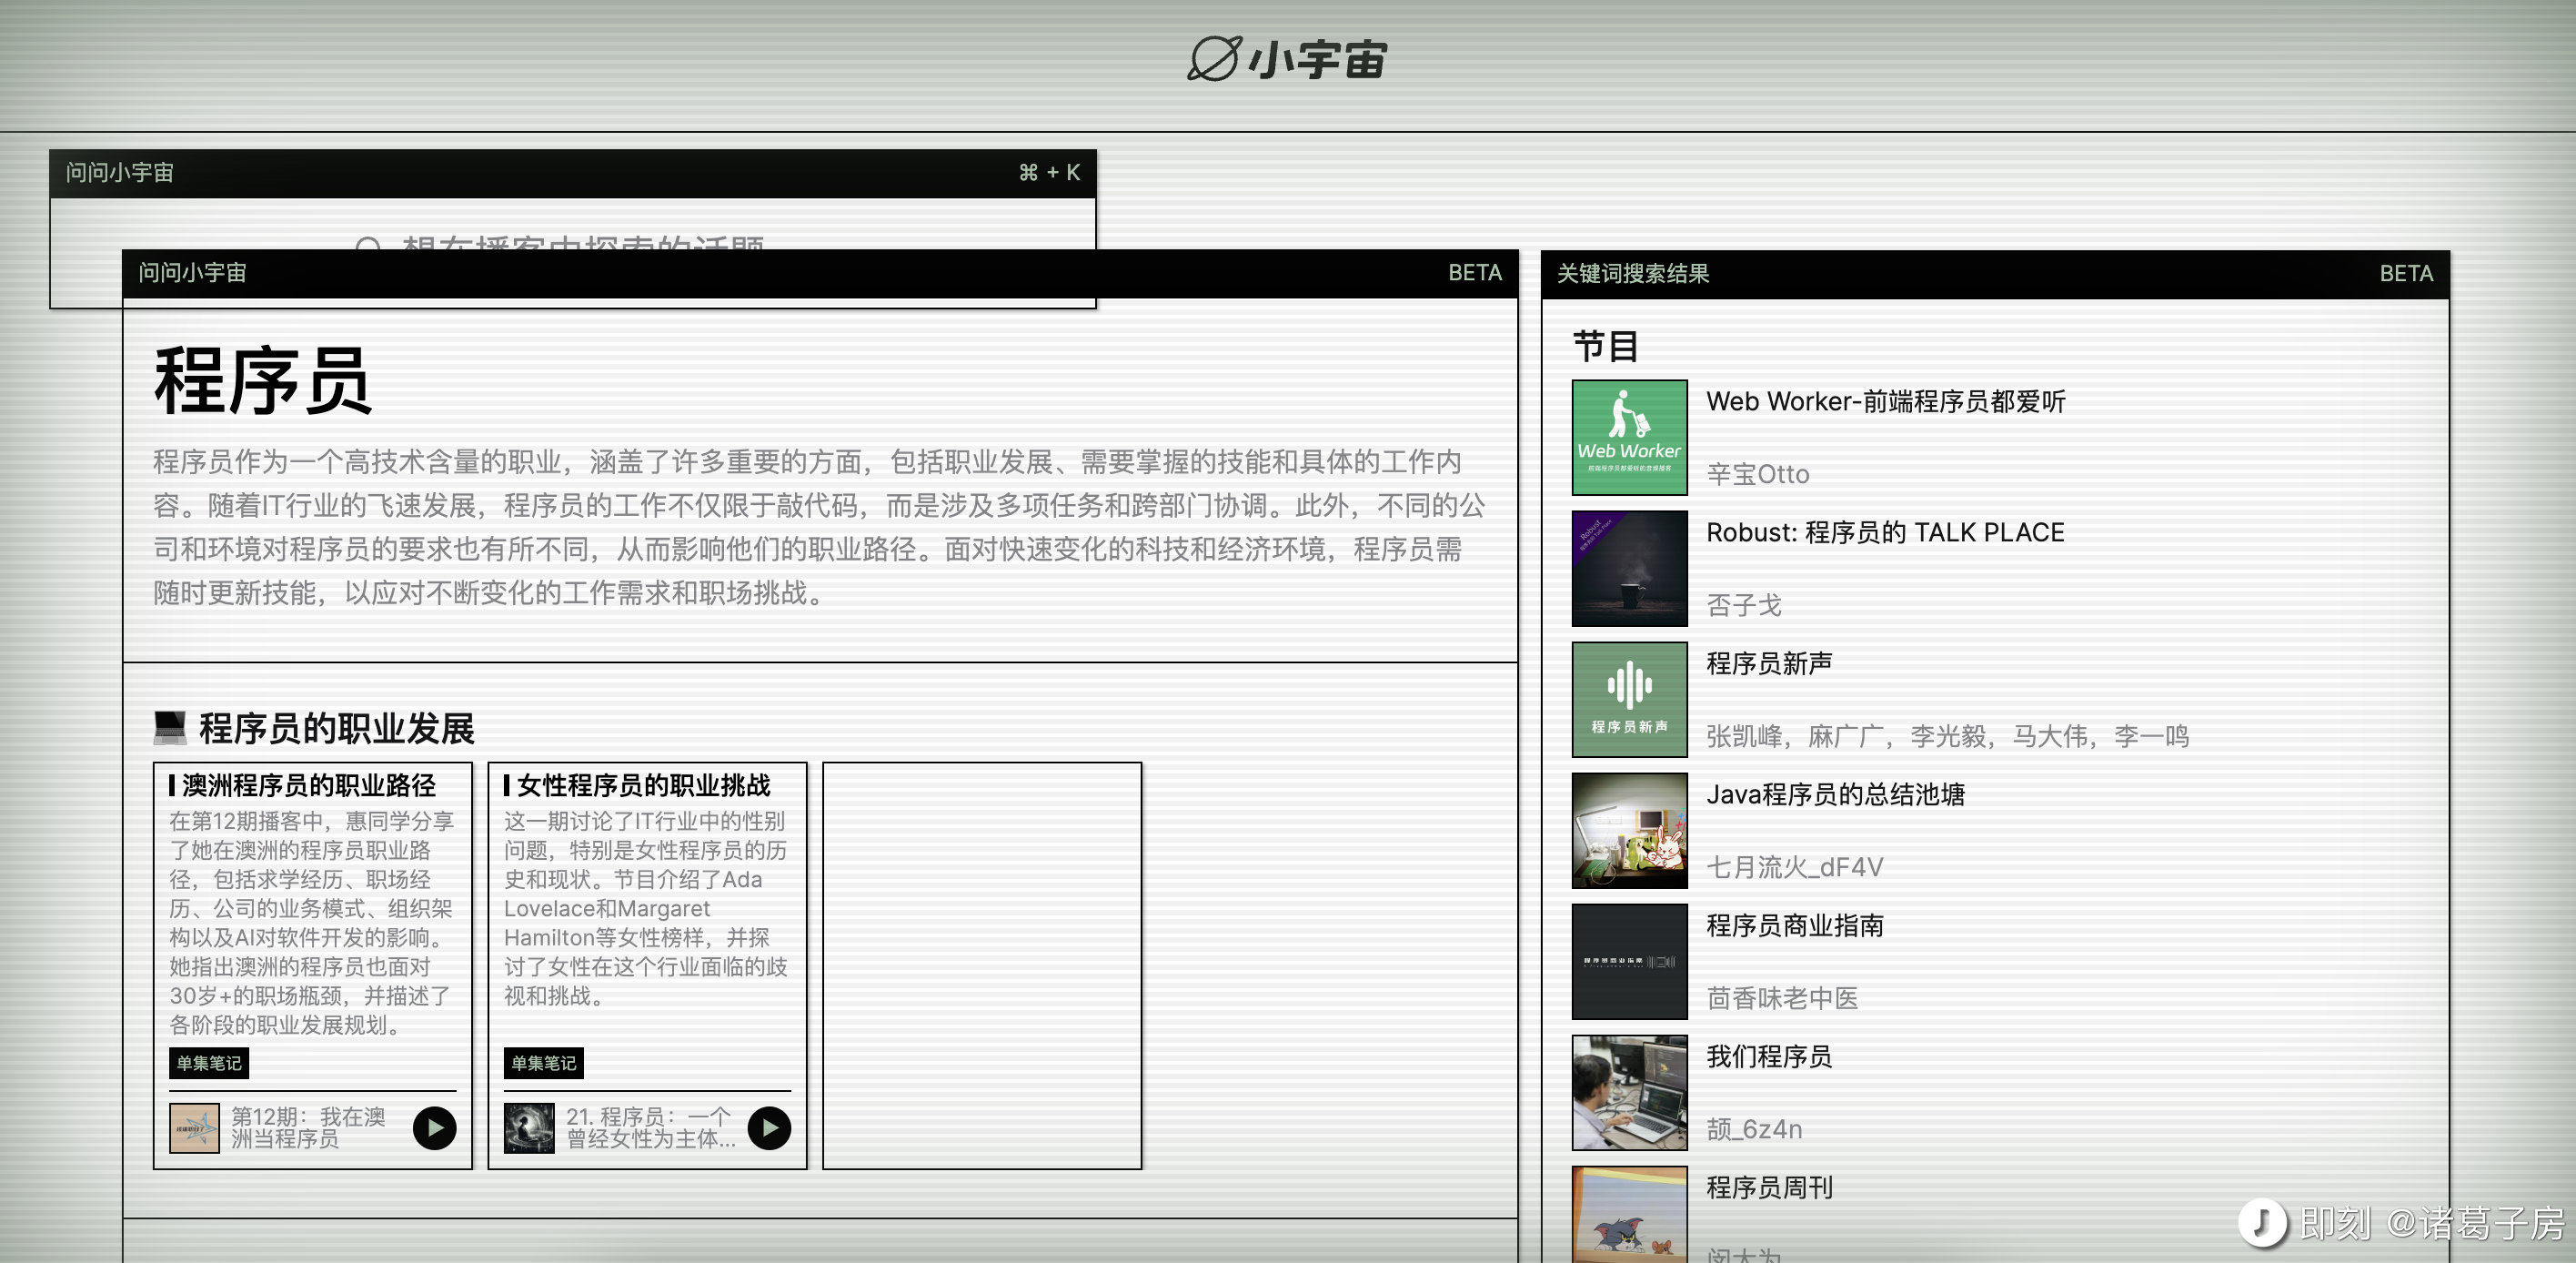 小宇宙
问问小宇宙
⌘ + K
问问小宇宙
BETA
程序员
程序员作为一个高技术含量的职业，涵盖了许多重要的方面，包括职业发展、需要掌握的技能和具体的工作内
容。随着IT行业的飞速发展，程序员的工作不仅限于敲代码，而是涉及多项任务和跨部门协调。此外，不同的公
司和环境对程序员的要求也有所不同，从而影响他们的职业路径。面对快速变化的科技和经济环境，程序员需
随时更新技能，以应对不断变化的工作需求和职场挑战。
程序员的职业发展
澳洲程序员的职业路径
在第12期播客中，惠同学分享
了她在澳洲的程序员职业路
径，包括求学经历、职场经
历、公司的业务模式、组织架
构以及AI对软件开发的影响。
她指出澳洲的程序员也面对
30岁+的职场瓶颈，并描述了
各阶段的职业发展规划。
单集笔记
第12期：我在澳
洲当程序员
女性程序员的职业挑战
这一期讨论了IT行业中的性别
问题，特别是女性程序员的历
史和现状。节目介绍了Ada
Lovelace和Margaret
Hamilton等女性榜样，并探
讨了女性在这个行业面临的歧
视和挑战。
单集笔记
21. 程序员：一个
曾经女性为主体...
关键词搜索结果
BETA
节目
Web Worker
Web Worker-前端程序员都爱听
辛宝Otto
Robust: 程序员的 TALK PLACE
否子戈
程序员新声
程序员新声
张凯峰，麻广广，李光毅，马大伟，李一鸣
Java程序员的总结池塘
七月流火_dF4V
程序员商业指南
程序员商业指南
茴香味老中医
我们程序员
颉_6z4n
程序员周刊
即刻 @诸葛子房